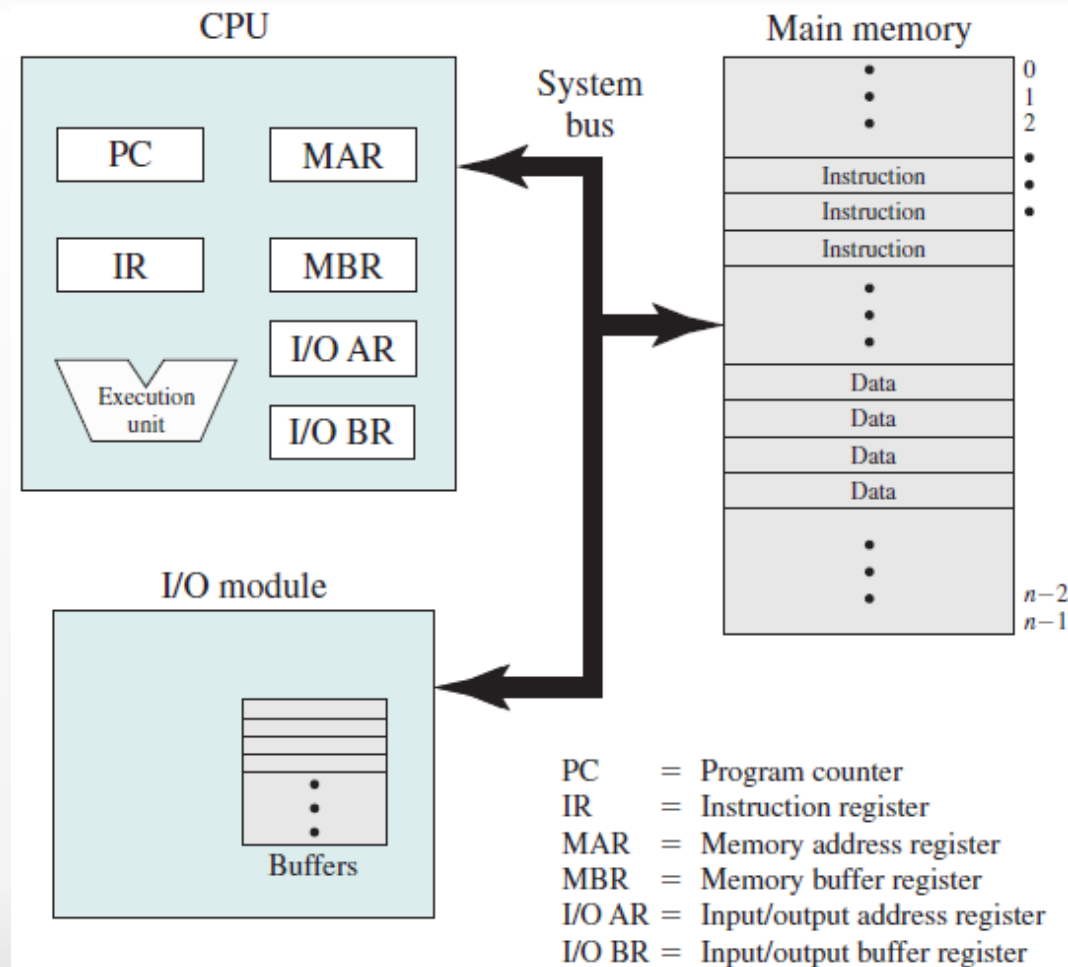 CPU
PC
MAR
IR
MBR
I/O AR
Execution
unit
I/O BR
System
bus
Main memory
0
1
2
Instruction
Instruction
Instruction
Data
Data
Data
Data
n−2
n−1
I/O module
Buffers
PC = Program counter
IR = Instruction register
MAR = Memory address register
MBR = Memory buffer register
I/O AR = Input/output address register
I/O BR = Input/output buffer register